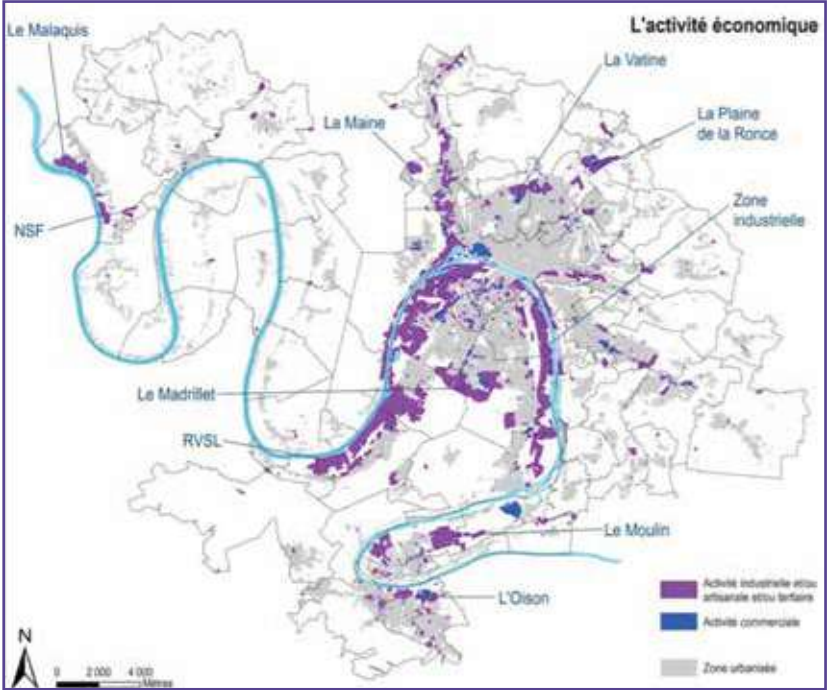 L'activité économique
Le Malaquis
La Vatine
La Maine
La Plaine
de la Ronce
NSF
Zone
industrielle
Le Madrillet
RVSL
Le Moulin
L'Oison
Activité industrielle et/ou
artisanale et/ou tertiaire
Activité commerciale
Zone urbanisée
N
0 2 000 4 000
Mètres